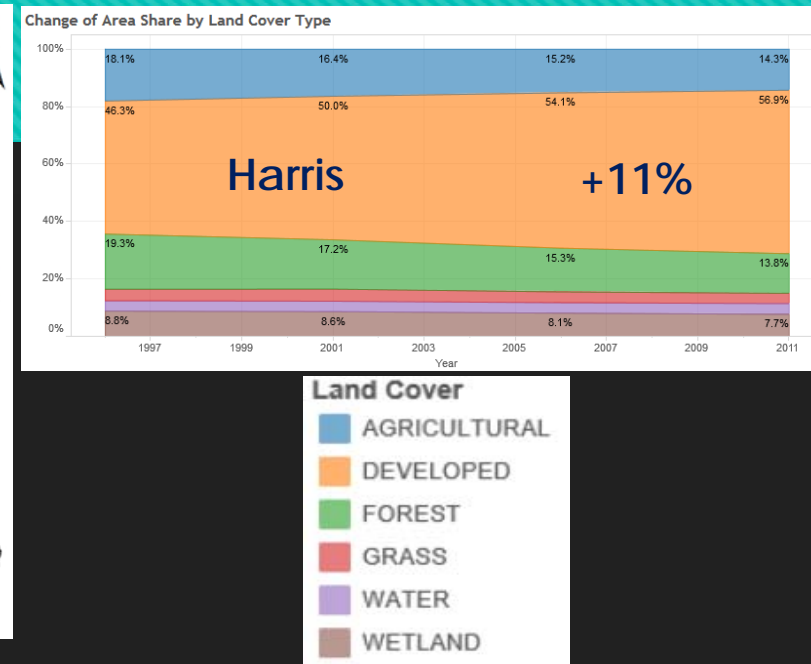 Change of Area Share by Land Cover Type
100%
18.1% 16.4% 15.2% 14.3%
80%
46.3% 50.0% 54.1% 56.9%
60%
Harris +11%
40%
19.3% 17.2% 15.3% 13.8%
20%
8.8% 8.6% 8.1% 7.7%
0%
1997 1999 2001 2003 2005 2007 2009 2011
Year
Land Cover
AGRICULTURAL
DEVELOPED
FOREST
GRASS
WATER
WETLAND